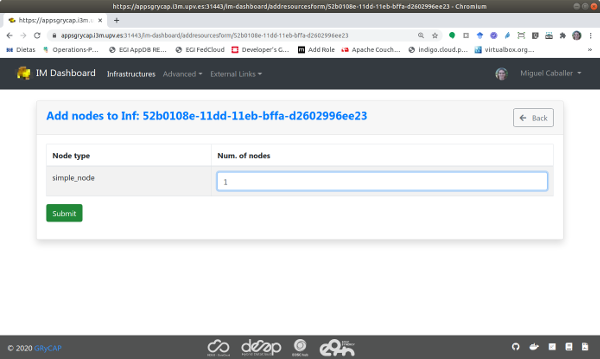 https://appsgrycap.i3m.upv.es:31443/im-dashboard/addresourcesform/52b0108e-11dd-11eb-bffa-d2602996ee23 - Chromium
https://appsgrycap.i3m.u
appsgrycap.i3m.upv.es:31443/im-dashboard/addresourcesform/52b0108e-11dd-11eb-bffa-d2602996ee23
Dietas
Operations-P...
EGI AppDB RE...
EGI FedCloud
Developer's G...
Add Role
Apache Couch...
indigo.cloud.p...
virtualbox.org...
IM Dashboard
Infrastructures
Advanced
External Links
Miguel Caballer
Add nodes to Inf: 52b0108e-11dd-11eb-bffa-d2602996ee23
Back
Node type
Num. of nodes
simple_node
1
Submit
© 2020 GRyCAP